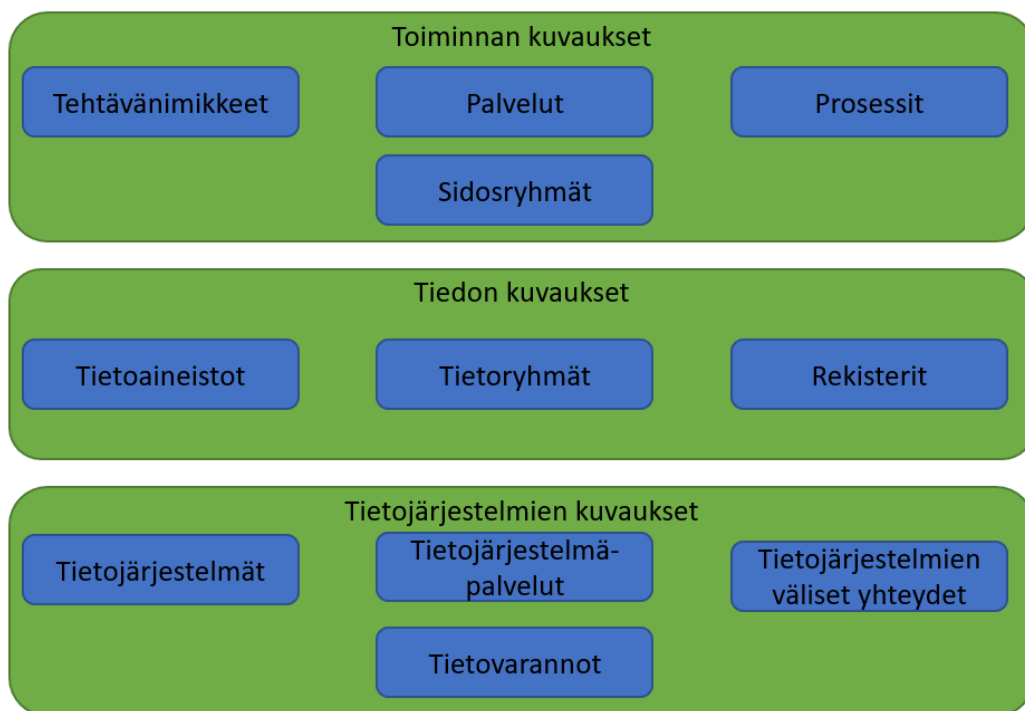 Toiminnan kuvaukset
Tehtävänimikkeet
Palvelut
Prosessit
Sidosryhmät
Tiedon kuvaukset
Tietoaineistot
Tietoryhmät
Rekisterit
Tietojärjestelmien kuvaukset
Tietojärjestelmät
Tietojärjestelmä-
palvelut
Tietojärjestelmien
väliset yhteydet
Tietovarannot